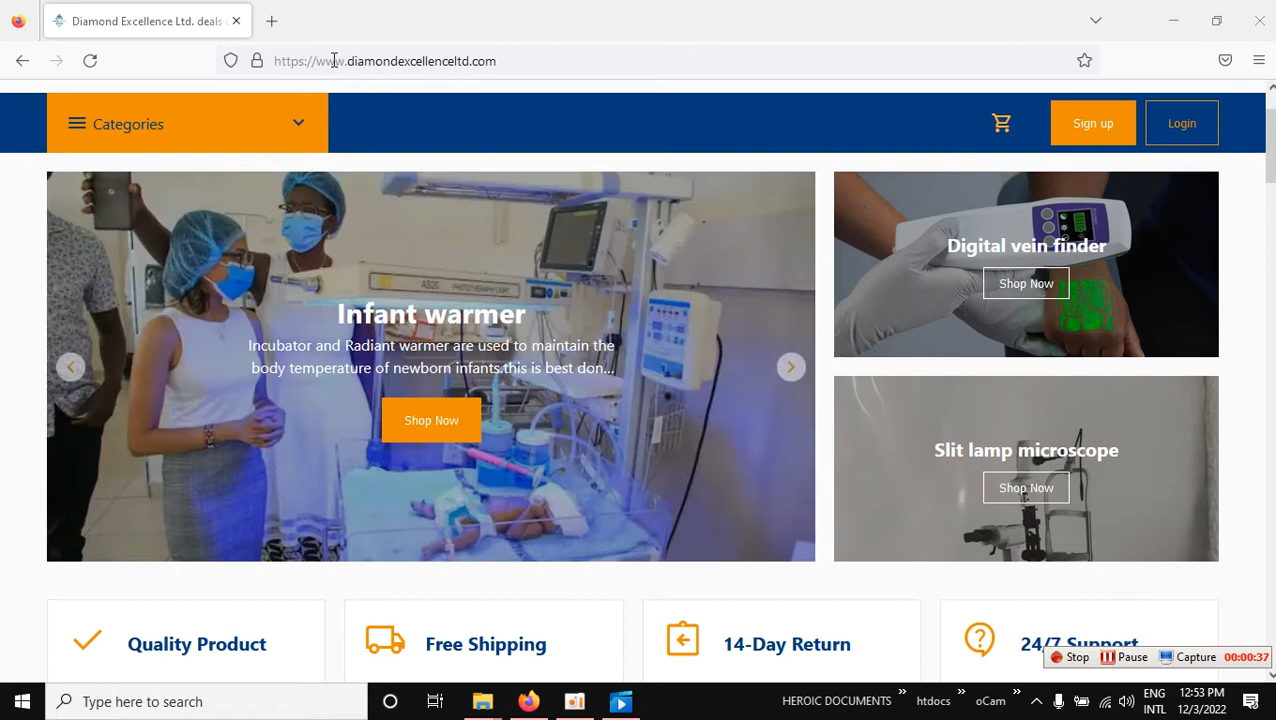 Diamond Excellence Ltd. deals
https://www.diamondexcellenceltd.com
Categories
Sign up
Login
AS20 PHOTOTHERAPY LIGHT
Infant warmer
Incubator and Radiant warmer are used to maintain the
body temperature of newborn infants.this is best don...
Shop Now
Digital vein finder
Shop Now
Slit lamp microscope
Shop Now
Quality Product
Free Shipping
14-Day Return
24/7 Support
Stop
Pause
Capture
00:00:37
Type here to search
HEROIC DOCUMENTS
htdocs
oCam
ENG
INTL
12:53 PM
12/3/2022